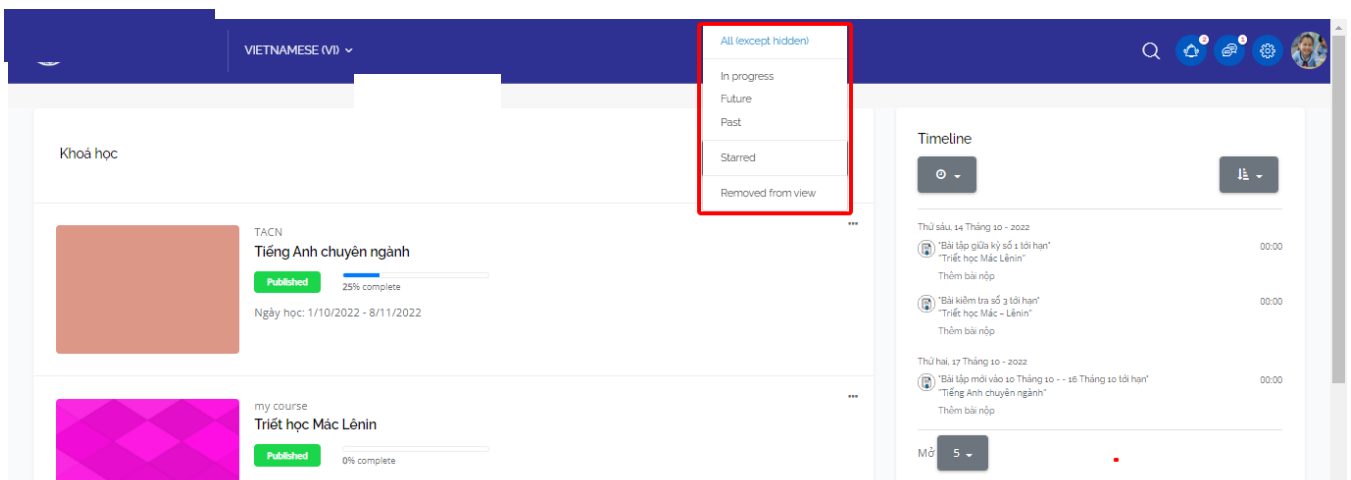 VIETNAMESE (VI)
All (except hidden)
In progress
Future
Past
Starred
Removed from view
Khoá học
TACN
Tiếng Anh chuyên ngành
Published
25% complete
Ngày học: 1/10/2022 - 8/11/2022
my course
Triết học Mác Lênin
Published
0% complete
Timeline
Thứ sáu, 14 Tháng 10 - 2022
"Bài tập giữa kỳ số 1 tới hạn" 00:00
"Triết học Mác Lênin"
Thêm bài nộp
"Bài kiểm tra số 3 tới hạn" 00:00
"Triết học Mác – Lênin"
Thêm bài nộp
Thứ hai, 17 Tháng 10 - 2022
"Bài tập mới vào 10 Tháng 10 - - 16 Tháng 10 tới hạn" 00:00
"Tiếng Anh chuyên ngành"
Thêm bài nộp
Mở 5